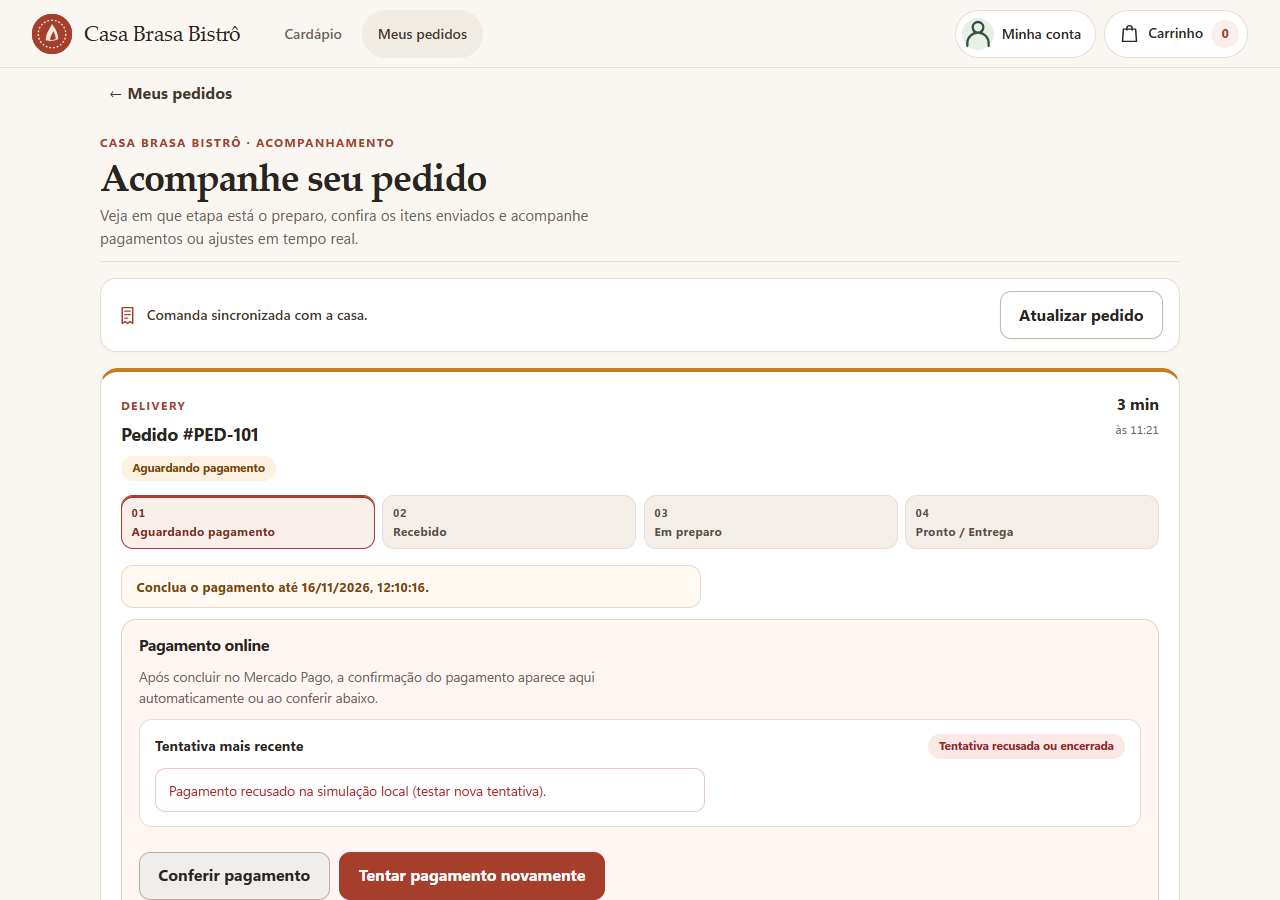 Casa Brasa Bistrô
Cardápio
Meus pedidos
Minha conta
Carrinho
0
← Meus pedidos
CASA BRASA BISTRÔ · ACOMPANHAMENTO
Acompanhe seu pedido
Veja em que etapa está o preparo, confira os itens enviados e acompanhe
pagamentos ou ajustes em tempo real.
Comanda sincronizada com a casa.
Atualizar pedido
DELIVERY
3 min
Pedido #PED-101
às 11:21
Aguardando pagamento
01
Aguardando pagamento
02
Recebido
03
Em preparo
04
Pronto / Entrega
Conclua o pagamento até 16/11/2026, 12:10:16.
Pagamento online
Após concluir no Mercado Pago, a confirmação do pagamento aparece aqui
automaticamente ou ao conferir abaixo.
Tentativa mais recente
Tentativa recusada ou encerrada
Pagamento recusado na simulação local (testar nova tentativa).
Conferir pagamento
Tentar pagamento novamente